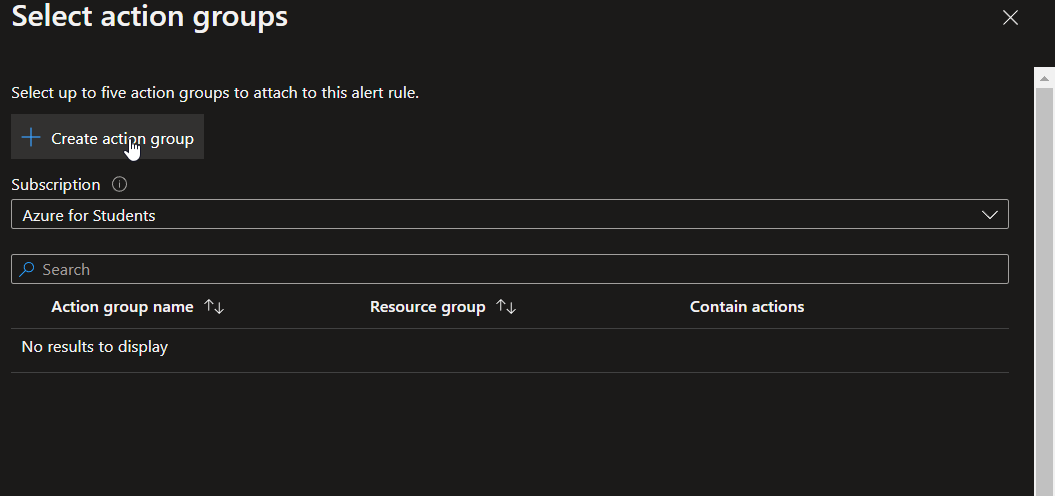 Select action groups
Select up to five action groups to attach to this alert rule.
Create action group
Subscription
Azure for Students
Search
Action group name Resource group Contain actions
No results to display